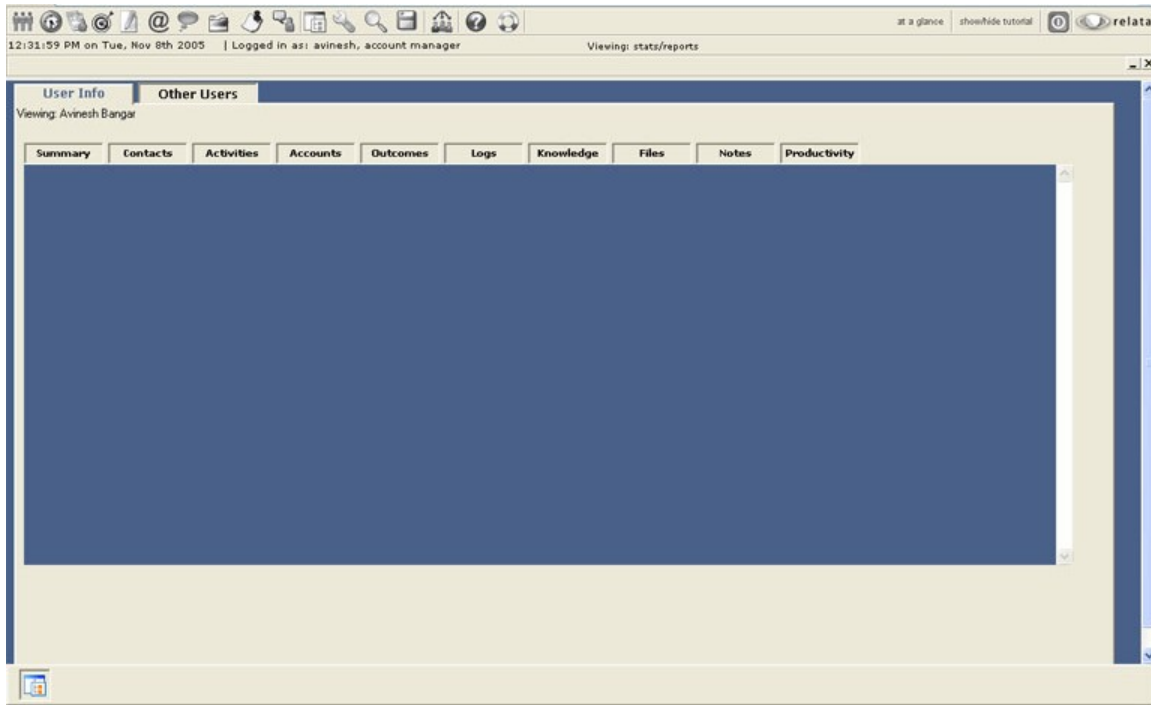 at a glance show/hide tutorial relata
12:31:59 PM on Tue, Nov 8th 2005 | Logged in as: avinesh, account manager Viewing: stats/reports
User Info Other Users
Viewing: Avinesh Bangar
Summary Contacts Activities Accounts Outcomes Logs Knowledge Files Notes Productivity